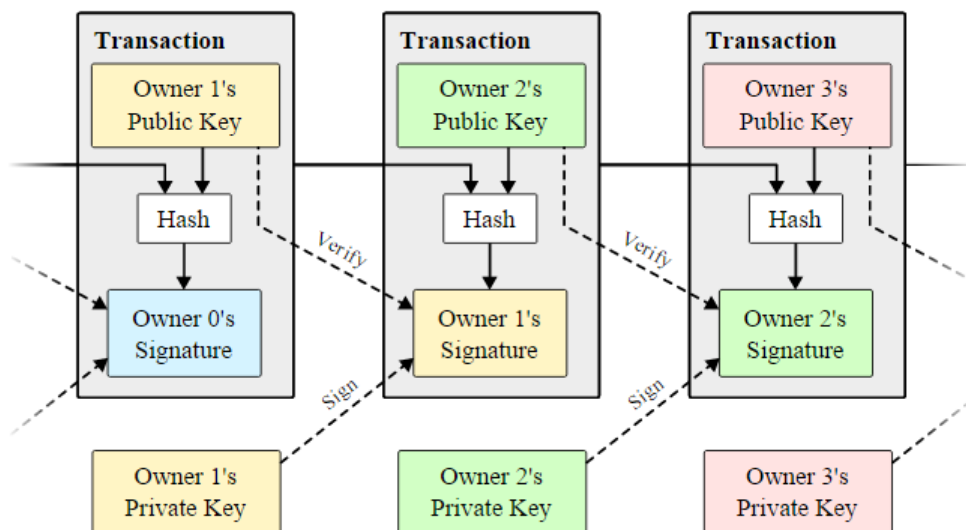 Transaction
Transaction
Transaction
Owner 1's
Public Key
Owner 2's
Public Key
Owner 3's
Public Key
Hash
Hash
Hash
Verify
Verify
Owner 0's
Signature
Owner 1's
Signature
Owner 2's
Signature
Sign
Sign
Owner 1's
Private Key
Owner 2's
Private Key
Owner 3's
Private Key